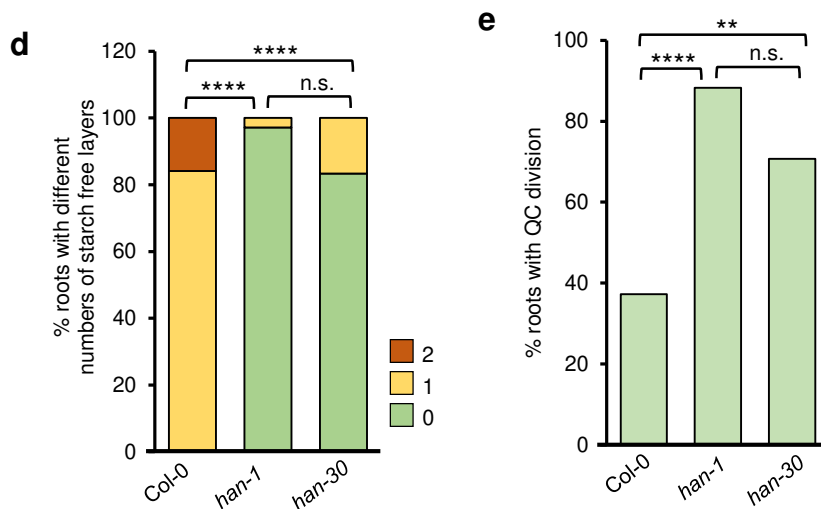 d
% roots with different
numbers of starch free layers
120
100
80
60
40
20
0
****
****
n.s.
Col-0
han-1
han-30
2
1
0
e
% roots with QC division
100
80
60
40
20
0
**
****
n.s.
Col-0
han-1
han-30